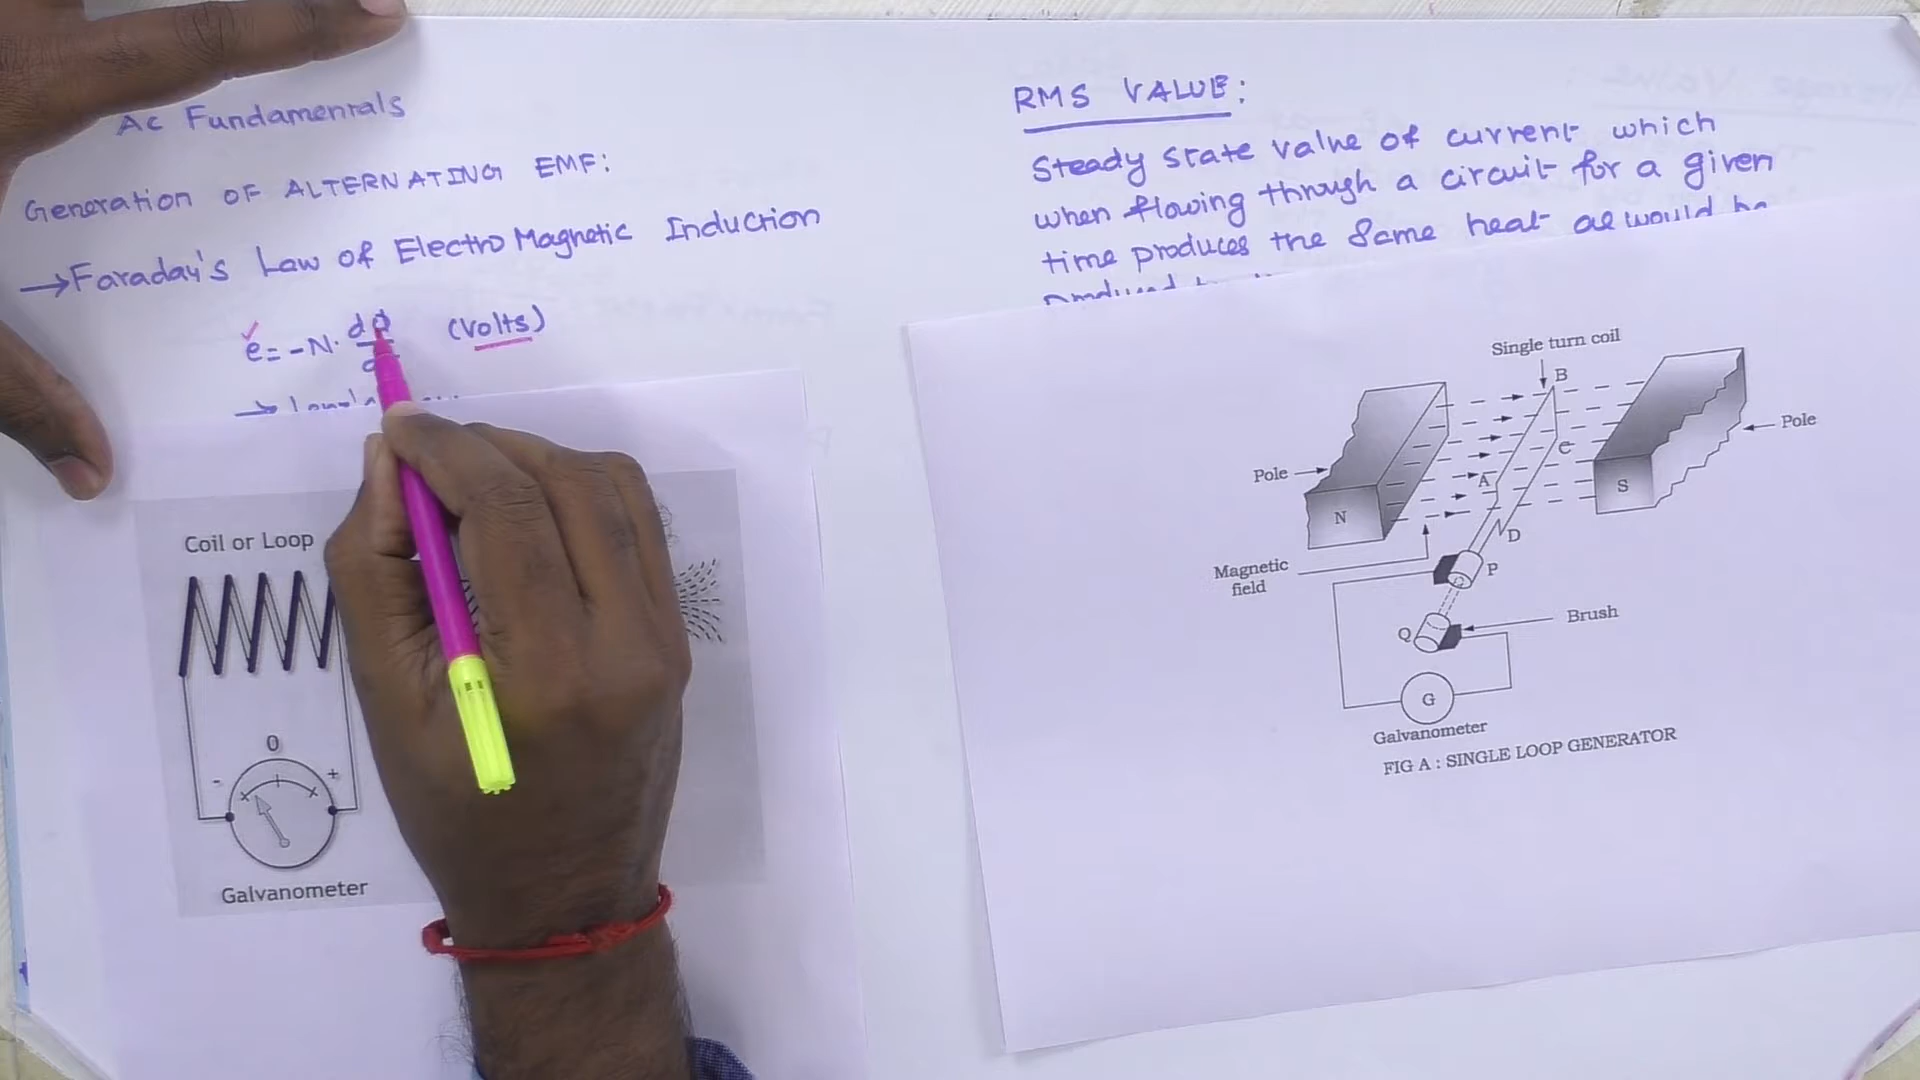 Ac Fundamentals
Generation OF ALTERNATING EMF:
→Faraday's Law of Electro Magnetic Induction
e = -N. dϕ (Volts)
Coil or Loop
0
- +
Galvanometer
RMS VALUE:
Steady state value of current which
when flowing through a circuit for a given
time produces the same heat as would be
produced
Single turn coil
B
C
Pole
Pole
A
N
S
D
Magnetic
field
P
Q
Brush
G
Galvanometer
FIG A : SINGLE LOOP GENERATOR